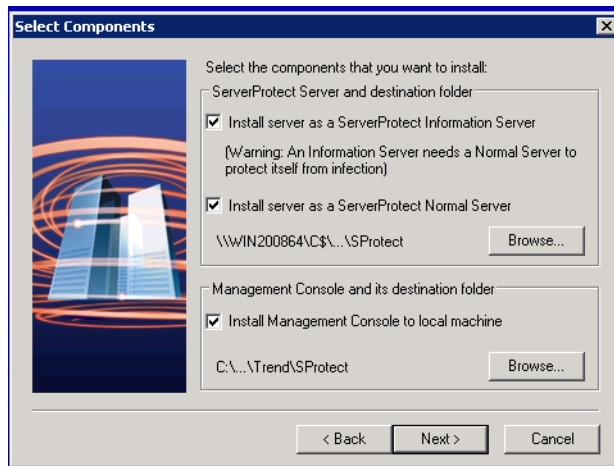 Select Components
Select the components that you want to install:
ServerProtect Server and destination folder
Install server as a ServerProtect Information Server
(Warning: An Information Server needs a Normal Server to
protect itself from infection)
Install server as a ServerProtect Normal Server
\\WIN200864\C$\...\SProtect
Browse...
Management Console and its destination folder
Install Management Console to local machine
C:\...\Trend\SProtect
Browse...
< Back
Next >
Cancel